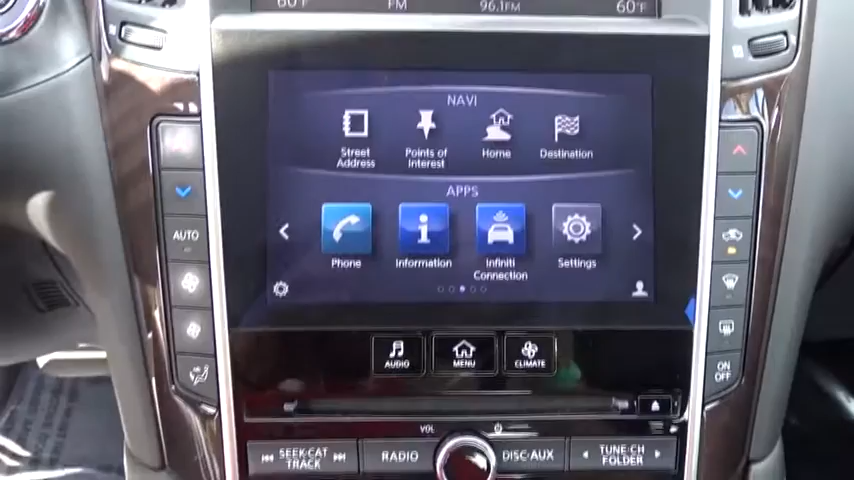 60°F FM 96.1FM 60°F
NAVI
Street Address
Points of Interest
Home
Destination
APPS
Phone
Information
Infiniti Connection
Settings
AUTO
OFF
AUDIO
MENU
CLIMATE
VOL
SEEK·CAT
TRACK
RADIO
DISC·AUX
TUNE·CH
FOLDER